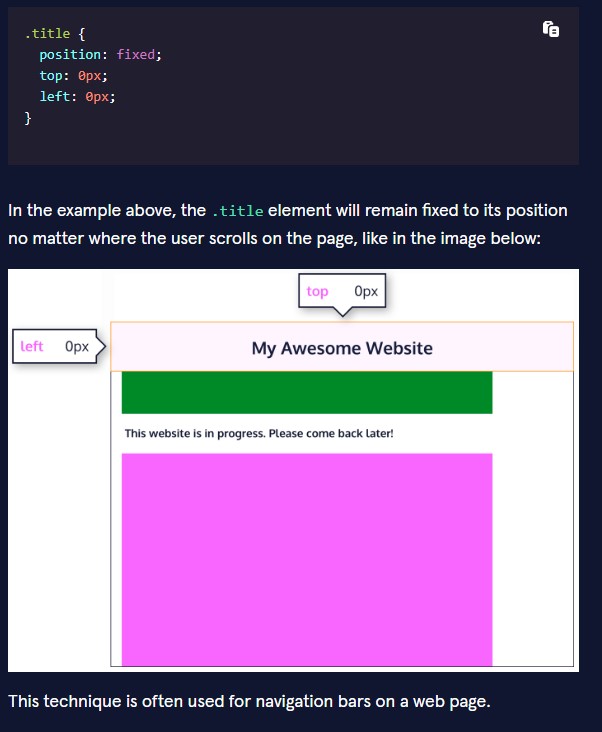 .title {
position: fixed;
top: 0px;
left: 0px;
}
In the example above, the .title element will remain fixed to its position
no matter where the user scrolls on the page, like in the image below:
top 0px
left 0px
My Awesome Website
This website is in progress. Please come back later!
This technique is often used for navigation bars on a web page.